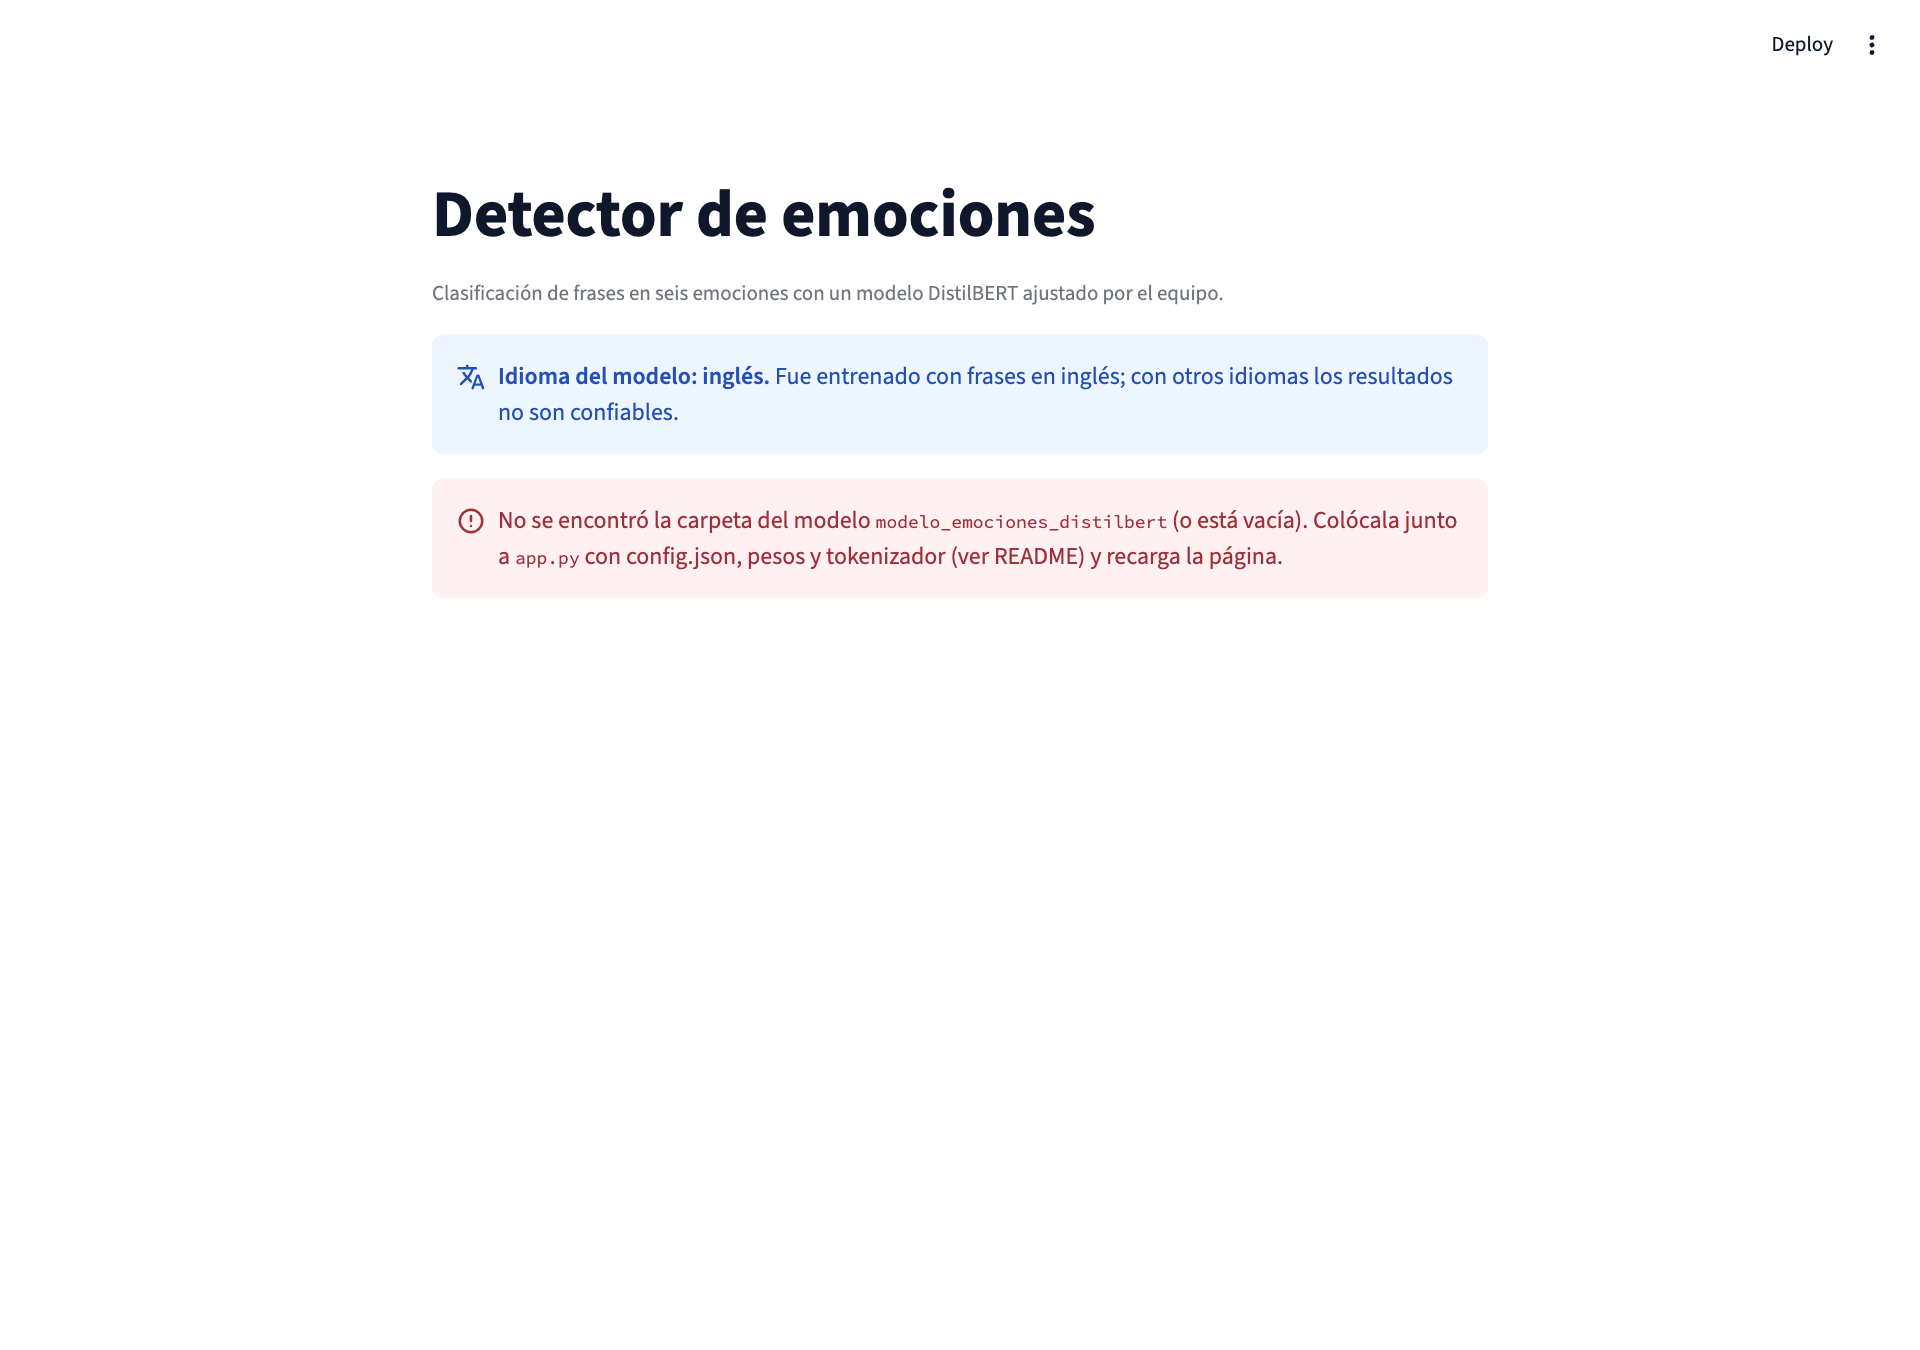 Deploy
Detector de emociones
Clasificación de frases en seis emociones con un modelo DistilBERT ajustado por el equipo.
Idioma del modelo: inglés. Fue entrenado con frases en inglés; con otros idiomas los resultados
no son confiables.
No se encontró la carpeta del modelo modelo_emociones_distilbert (o está vacía). Colócala junto
a app.py con config.json, pesos y tokenizador (ver README) y recarga la página.